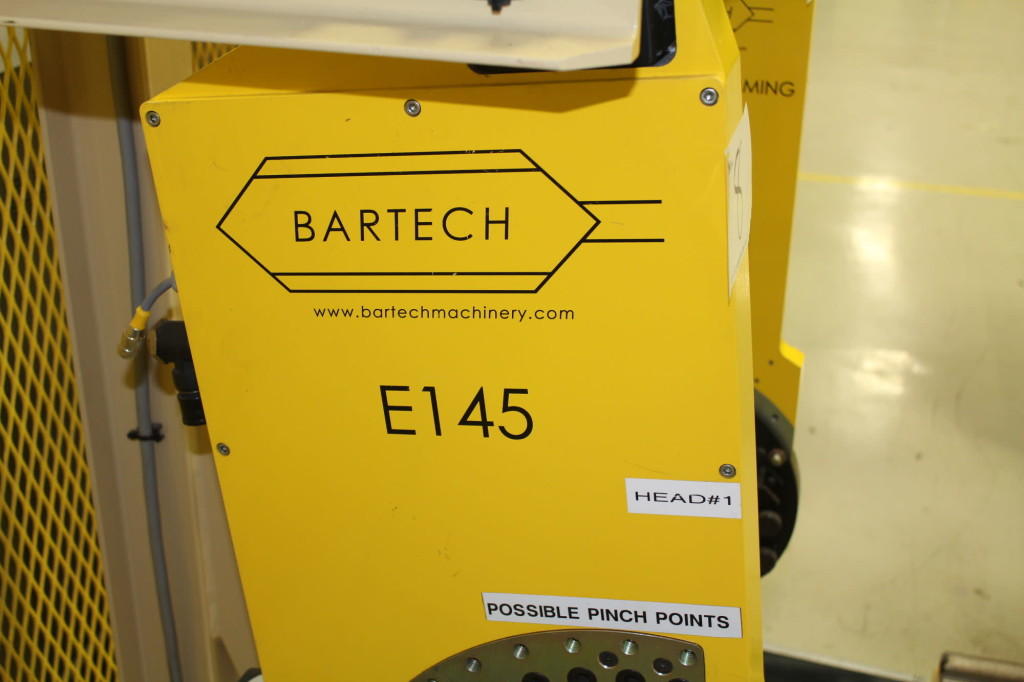 BARTECH
www.bartechmachinery.com
E145
HEAD#1
POSSIBLE PINCH POINTS
MING